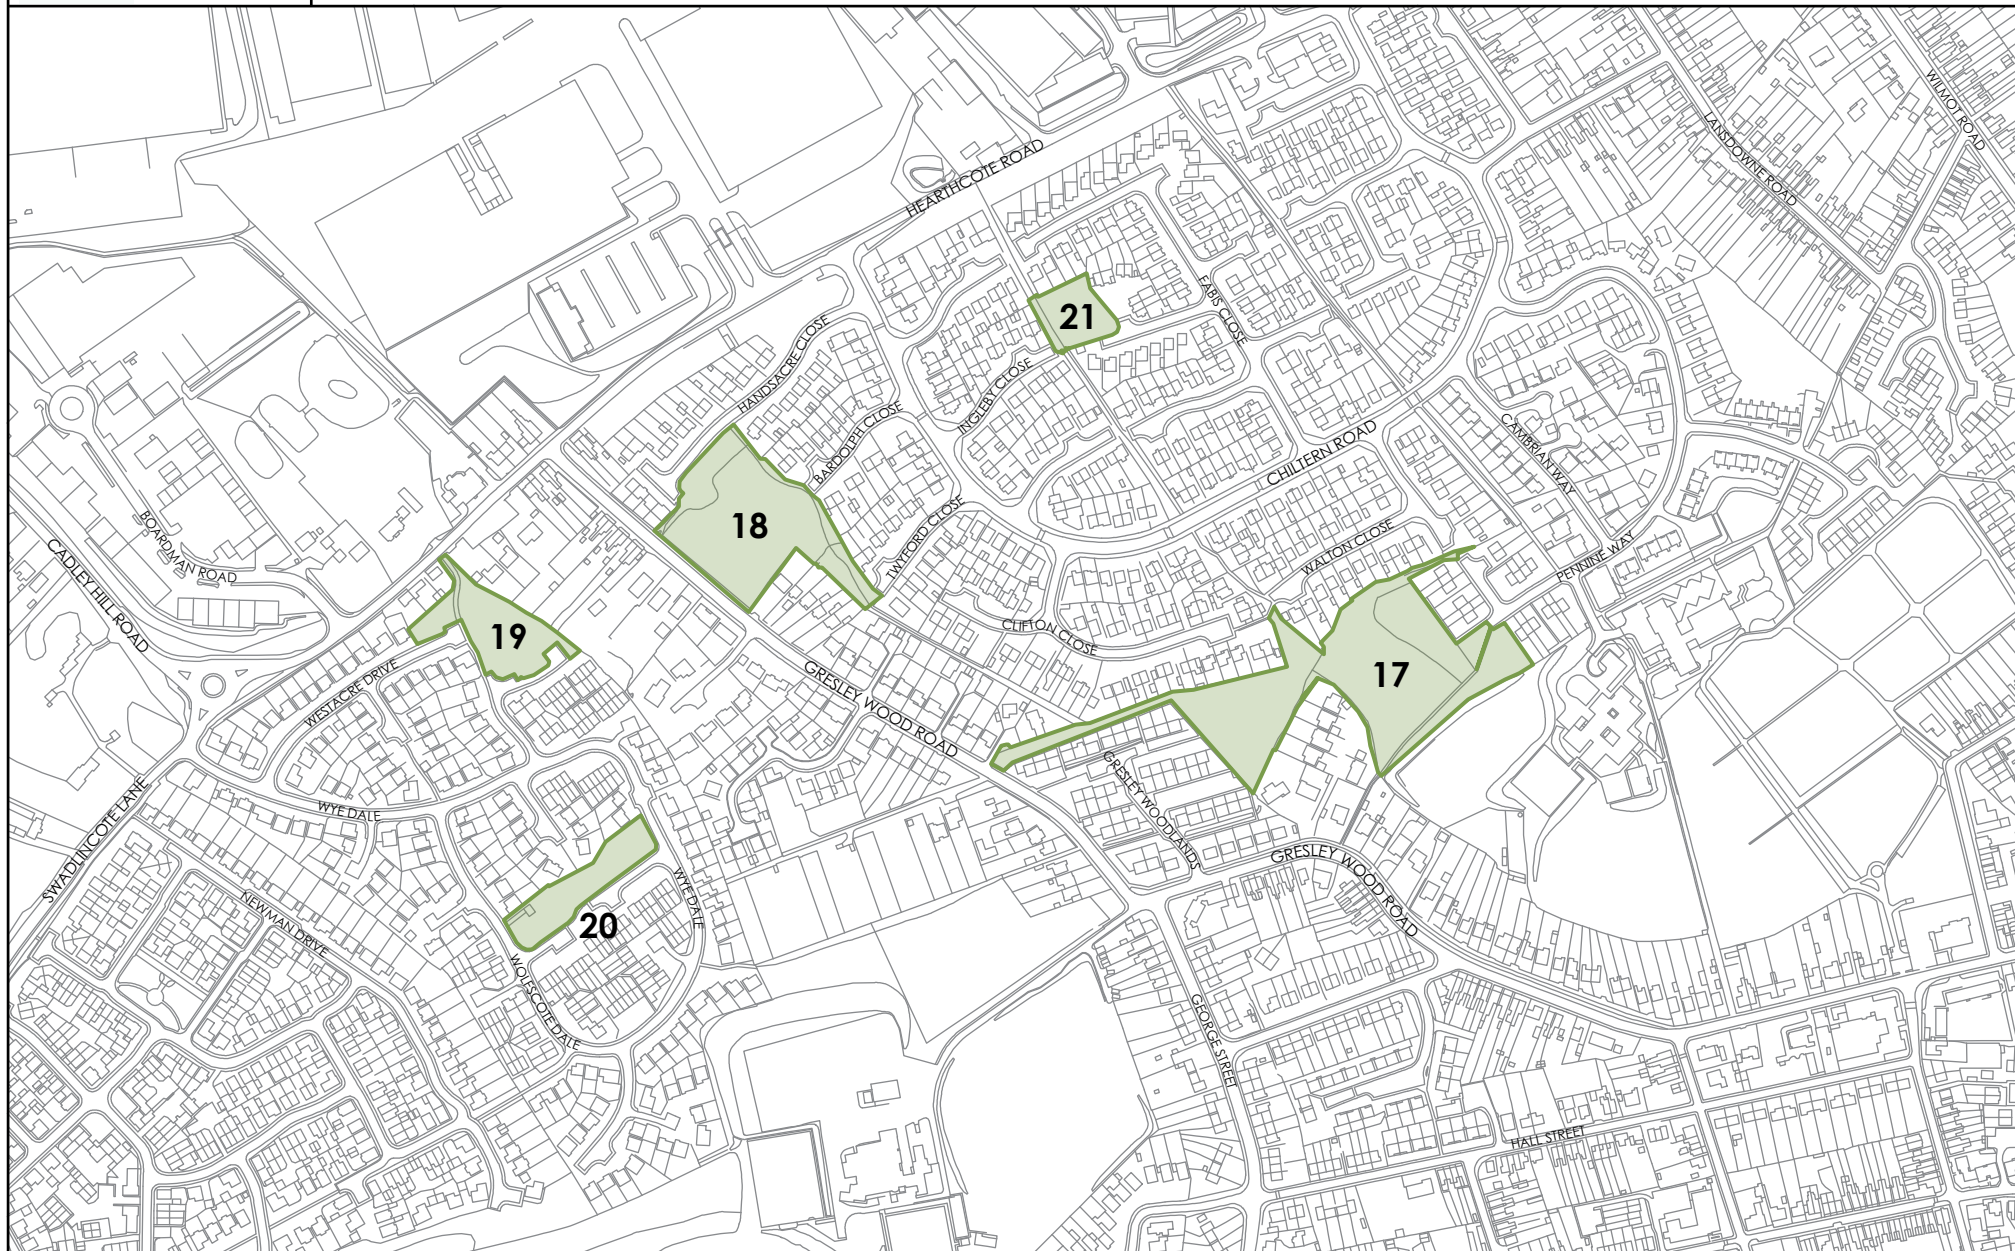 WILMOT ROAD
LANSDOWNE ROAD
HEARTHCOTE ROAD
FABIS CLOSE
21
HANDSACRE CLOSE
INGLEBY CLOSE
BARDOLPH CLOSE
CHILTERN ROAD
CAMBRIAN WAY
18
TWYFORD CLOSE
BOARDMAN ROAD
CADLEY HILL ROAD
WALTON CLOSE
PENNINE WAY
19
CLIFTON CLOSE
17
WESTACRE DRIVE
GRESLEY WOOD ROAD
GRESLEY WOODLANDS
WYE DALE
SWADLINCOTE LANE
GRESLEY WOOD ROAD
WYE DALE
NEWMAN DRIVE
20
WOLFSCOTE DALE
GEORGE STREET
HALL STREET